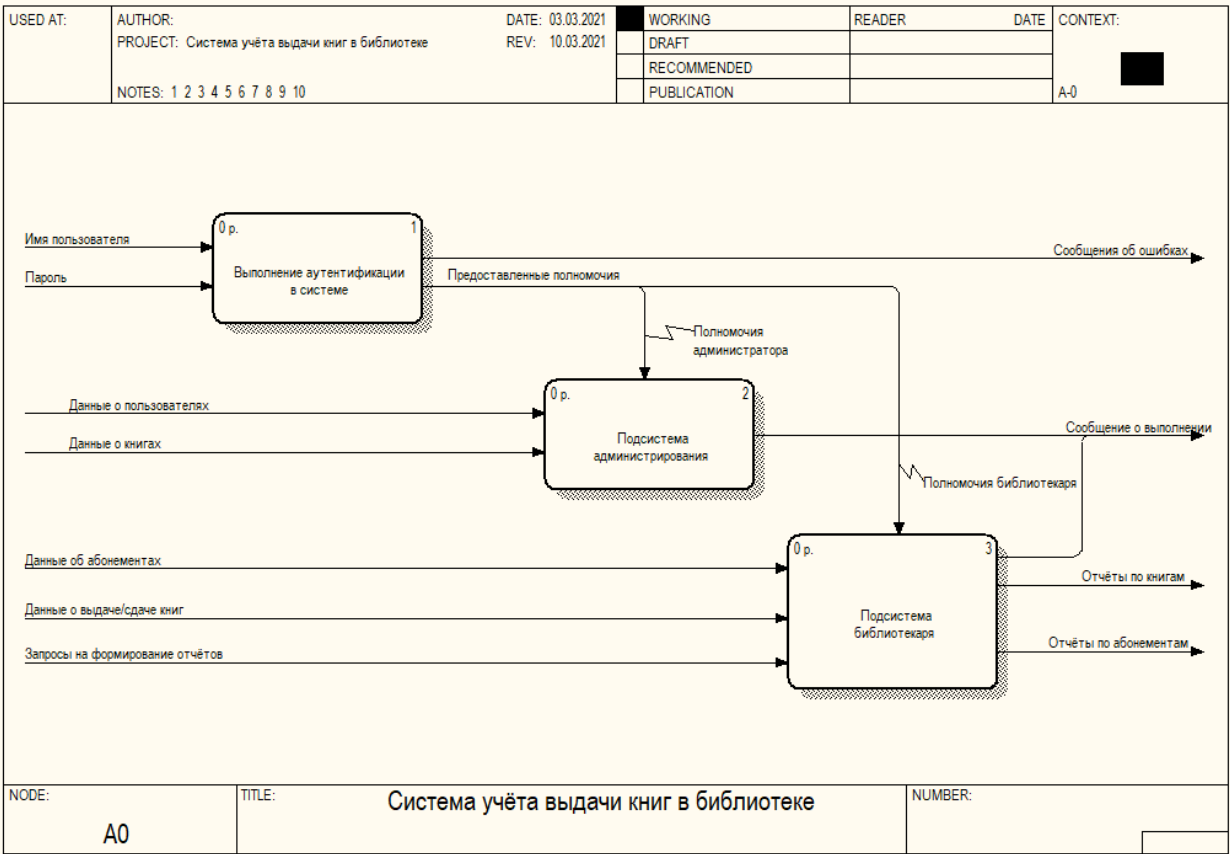 USED AT:
AUTHOR:
DATE: 03.03.2021
WORKING
READER
DATE
CONTEXT:
PROJECT: Система учёта выдачи книг в библиотеке
REV: 10.03.2021
DRAFT
RECOMMENDED
NOTES: 1 2 3 4 5 6 7 8 9 10
PUBLICATION
A-0
0 р.
1
Имя пользователя
Сообщения об ошибках
Пароль
Выполнение аутентификации
в системе
Предоставленные полномочия
Полномочия
администратора
0 р.
2
Данные о пользователях
Данные о книгах
Подсистема
администрирования
Сообщение о выполнении
Полномочия библиотекаря
0 р.
3
Данные об абонементах
Отчёты по книгам
Данные о выдаче/сдаче книг
Подсистема
библиотекаря
Отчёты по абонементам
Запросы на формирование отчётов
NODE:
A0
TITLE:
Система учёта выдачи книг в библиотеке
NUMBER: